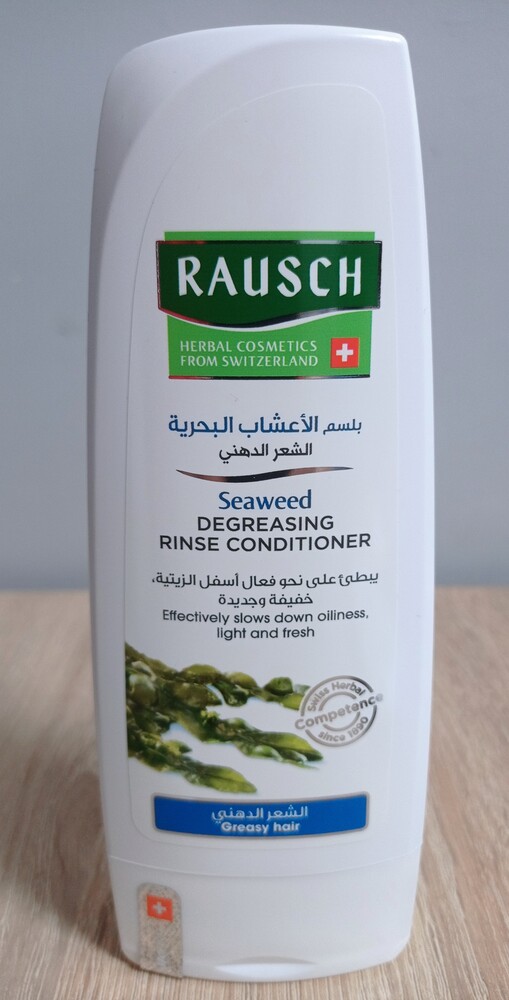 RAUSCH
HERBAL COSMETICS
FROM SWITZERLAND
بلسم الأعشاب البحرية
الشعر الدهني
Seaweed
DEGREASING
RINSE CONDITIONER
يبطئ على نحو فعال أسفل الزيتية،
خفيفة وجديدة
Effectively slows down oiliness,
light and fresh
Swiss Herbal
Competence
since 1890
الشعر الدهني
Greasy hair